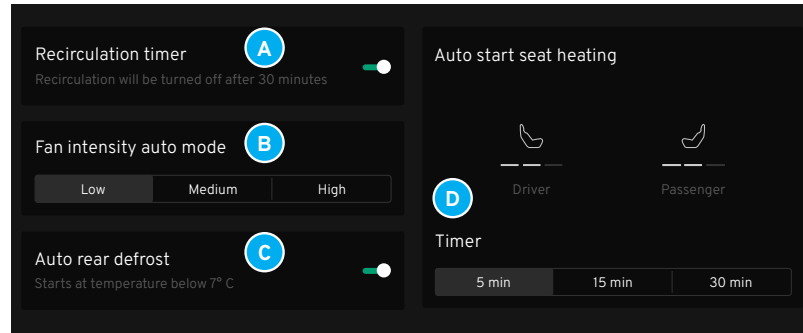 Recirculation timer
A
Recirculation will be turned off after 30 minutes
Fan intensity auto mode
B
Low Medium High
Auto rear defrost
C
Starts at temperature below 7° C
Auto start seat heating
Driver Passenger
D
Timer
5 min 15 min 30 min